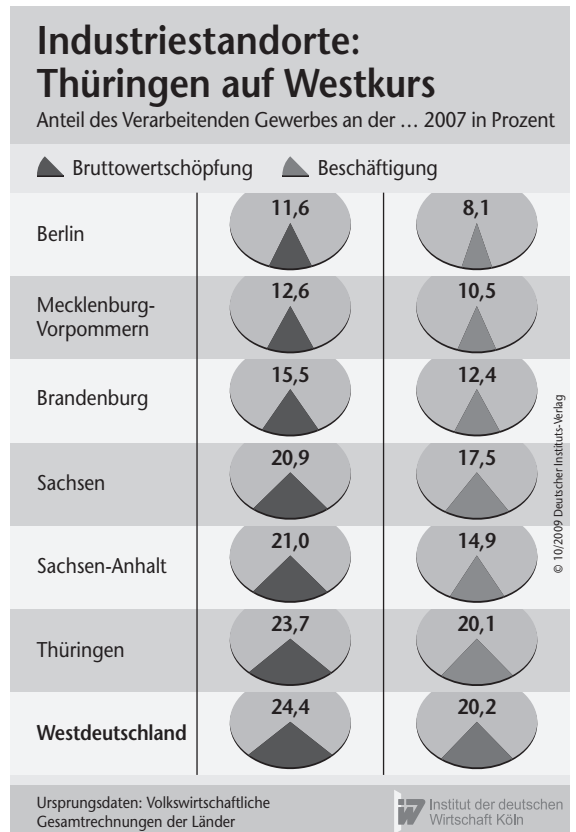 Industriestandorte:
Thüringen auf Westkurs
Anteil des Verarbeitenden Gewerbes an der … 2007 in Prozent
Bruttowertschöpfung Beschäftigung
Berlin 11,6 8,1
Mecklenburg-
Vorpommern 12,6 10,5
Brandenburg 15,5 12,4
Sachsen 20,9 17,5
Sachsen-Anhalt 21,0 14,9
Thüringen 23,7 20,1
Westdeutschland 24,4 20,2
© 10/2009 Deutscher Instituts-Verlag
Ursprungsdaten: Volkswirtschaftliche
Gesamtrechnungen der Länder
iw Institut der deutschen
Wirtschaft Köln